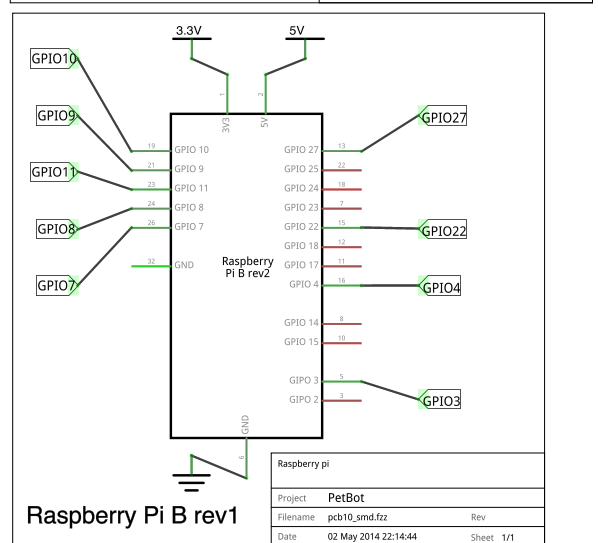 3.3V
5V
GPIO10
GPIO9
GPIO11
GPIO8
GPIO7
1
2
3V3
5V
19
GPIO 10
21
GPIO 9
23
GPIO 11
24
GPIO 8
26
GPIO 7
32
GND
Raspberry
Pi B rev2
GPIO 27
13
GPIO 25
22
GPIO 24
18
GPIO 23
7
GPIO 22
15
GPIO 18
12
GPIO 17
11
GPIO 4
16
GPIO 14
8
GPIO 15
10
GIPO 3
5
GIPO 2
3
GPIO27
GPIO22
GPIO4
GPIO3
GND
6
Raspberry Pi B rev1
Raspberry pi
Project PetBot
Filename pcb10_smd.fzz Rev
Date 02 May 2014 22:14:44 Sheet 1/1